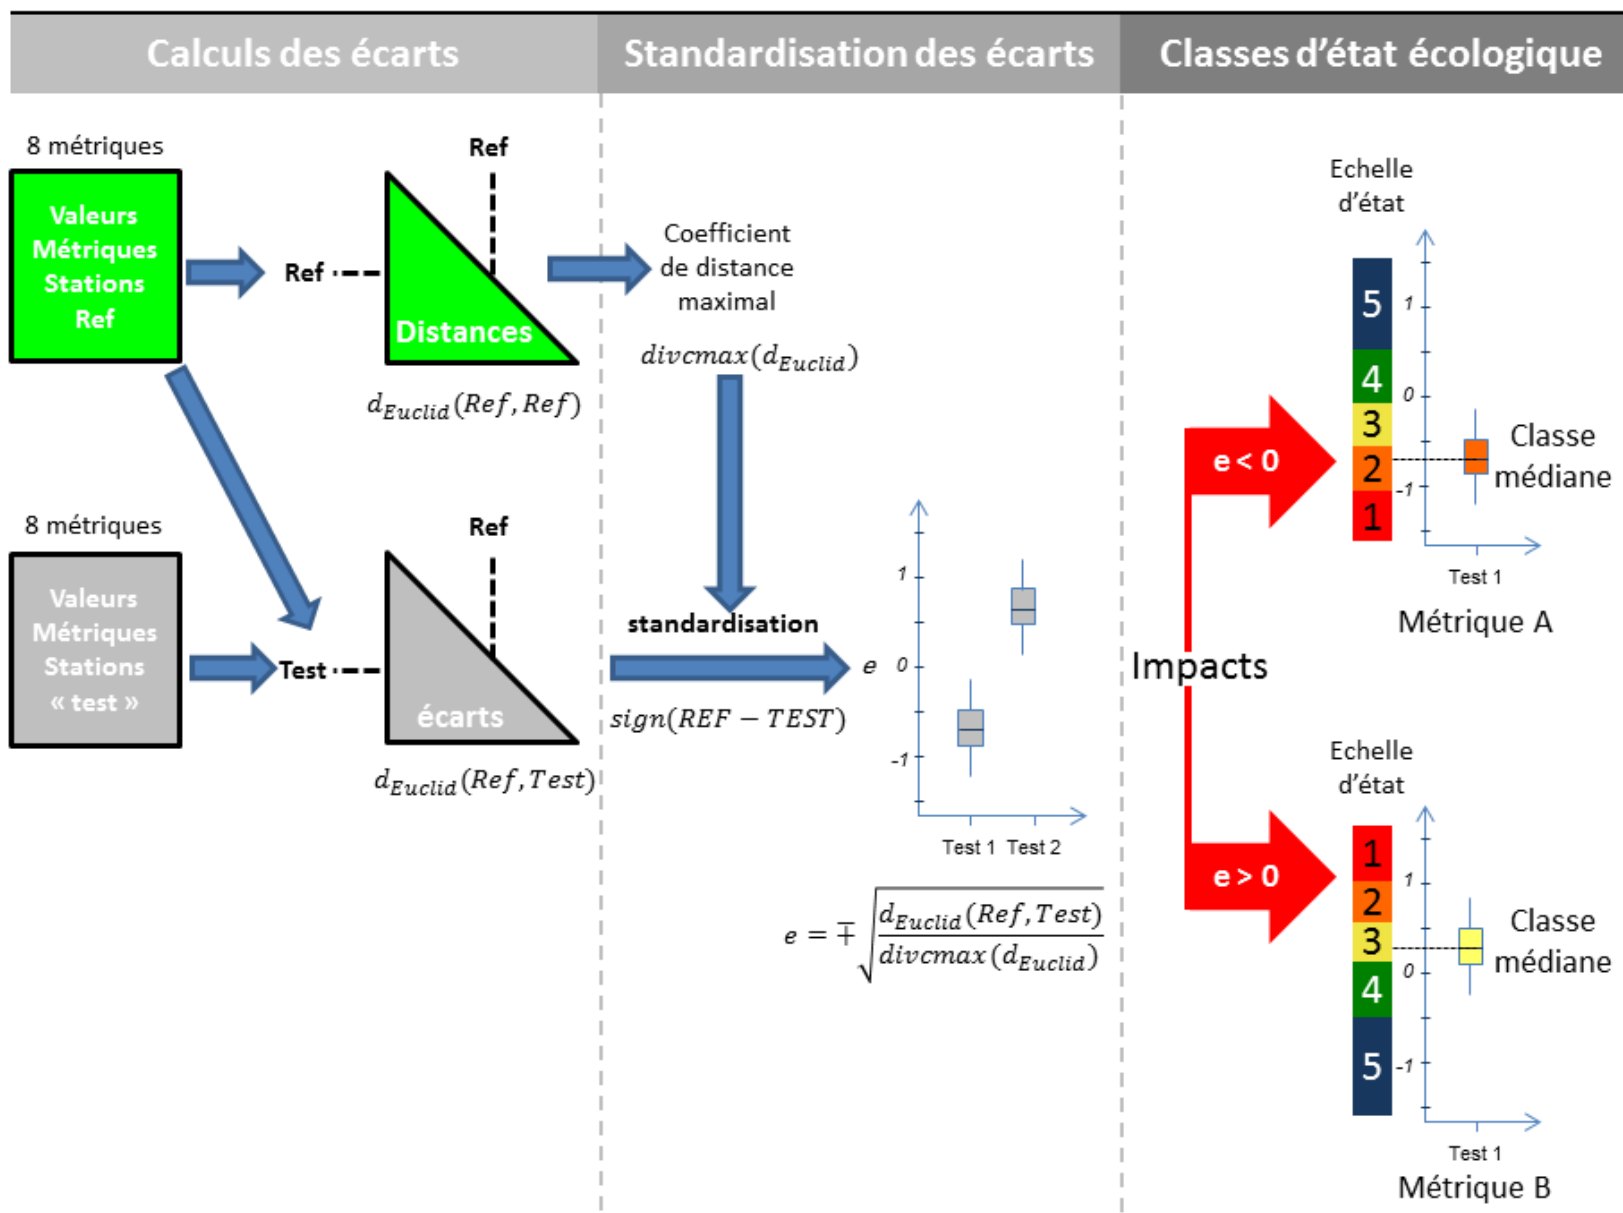 Calculs des écarts
Standardisation des écarts
Classes d'état écologique
8 métriques
Valeurs
Métriques
Stations
Ref
Ref
Ref
Distances
d_Euclid(Ref, Ref)
Coefficient
de distance
maximal
divcmax(d_Euclid)
8 métriques
Valeurs
Métriques
Stations
« test »
Ref
Test
écarts
d_Euclid(Ref, Test)
standardisation
sign(REF − TEST)
e
1
0
-1
Test 1 Test 2
e = ∓ √(d_Euclid(Ref, Test) / divcmax(d_Euclid))
Impacts
e < 0
e > 0
Echelle
d'état
5
4
3
2
1
1
0
-1
Classe
médiane
Test 1
Métrique A
Echelle
d'état
1
2
3
4
5
1
0
-1
Classe
médiane
Test 1
Métrique B